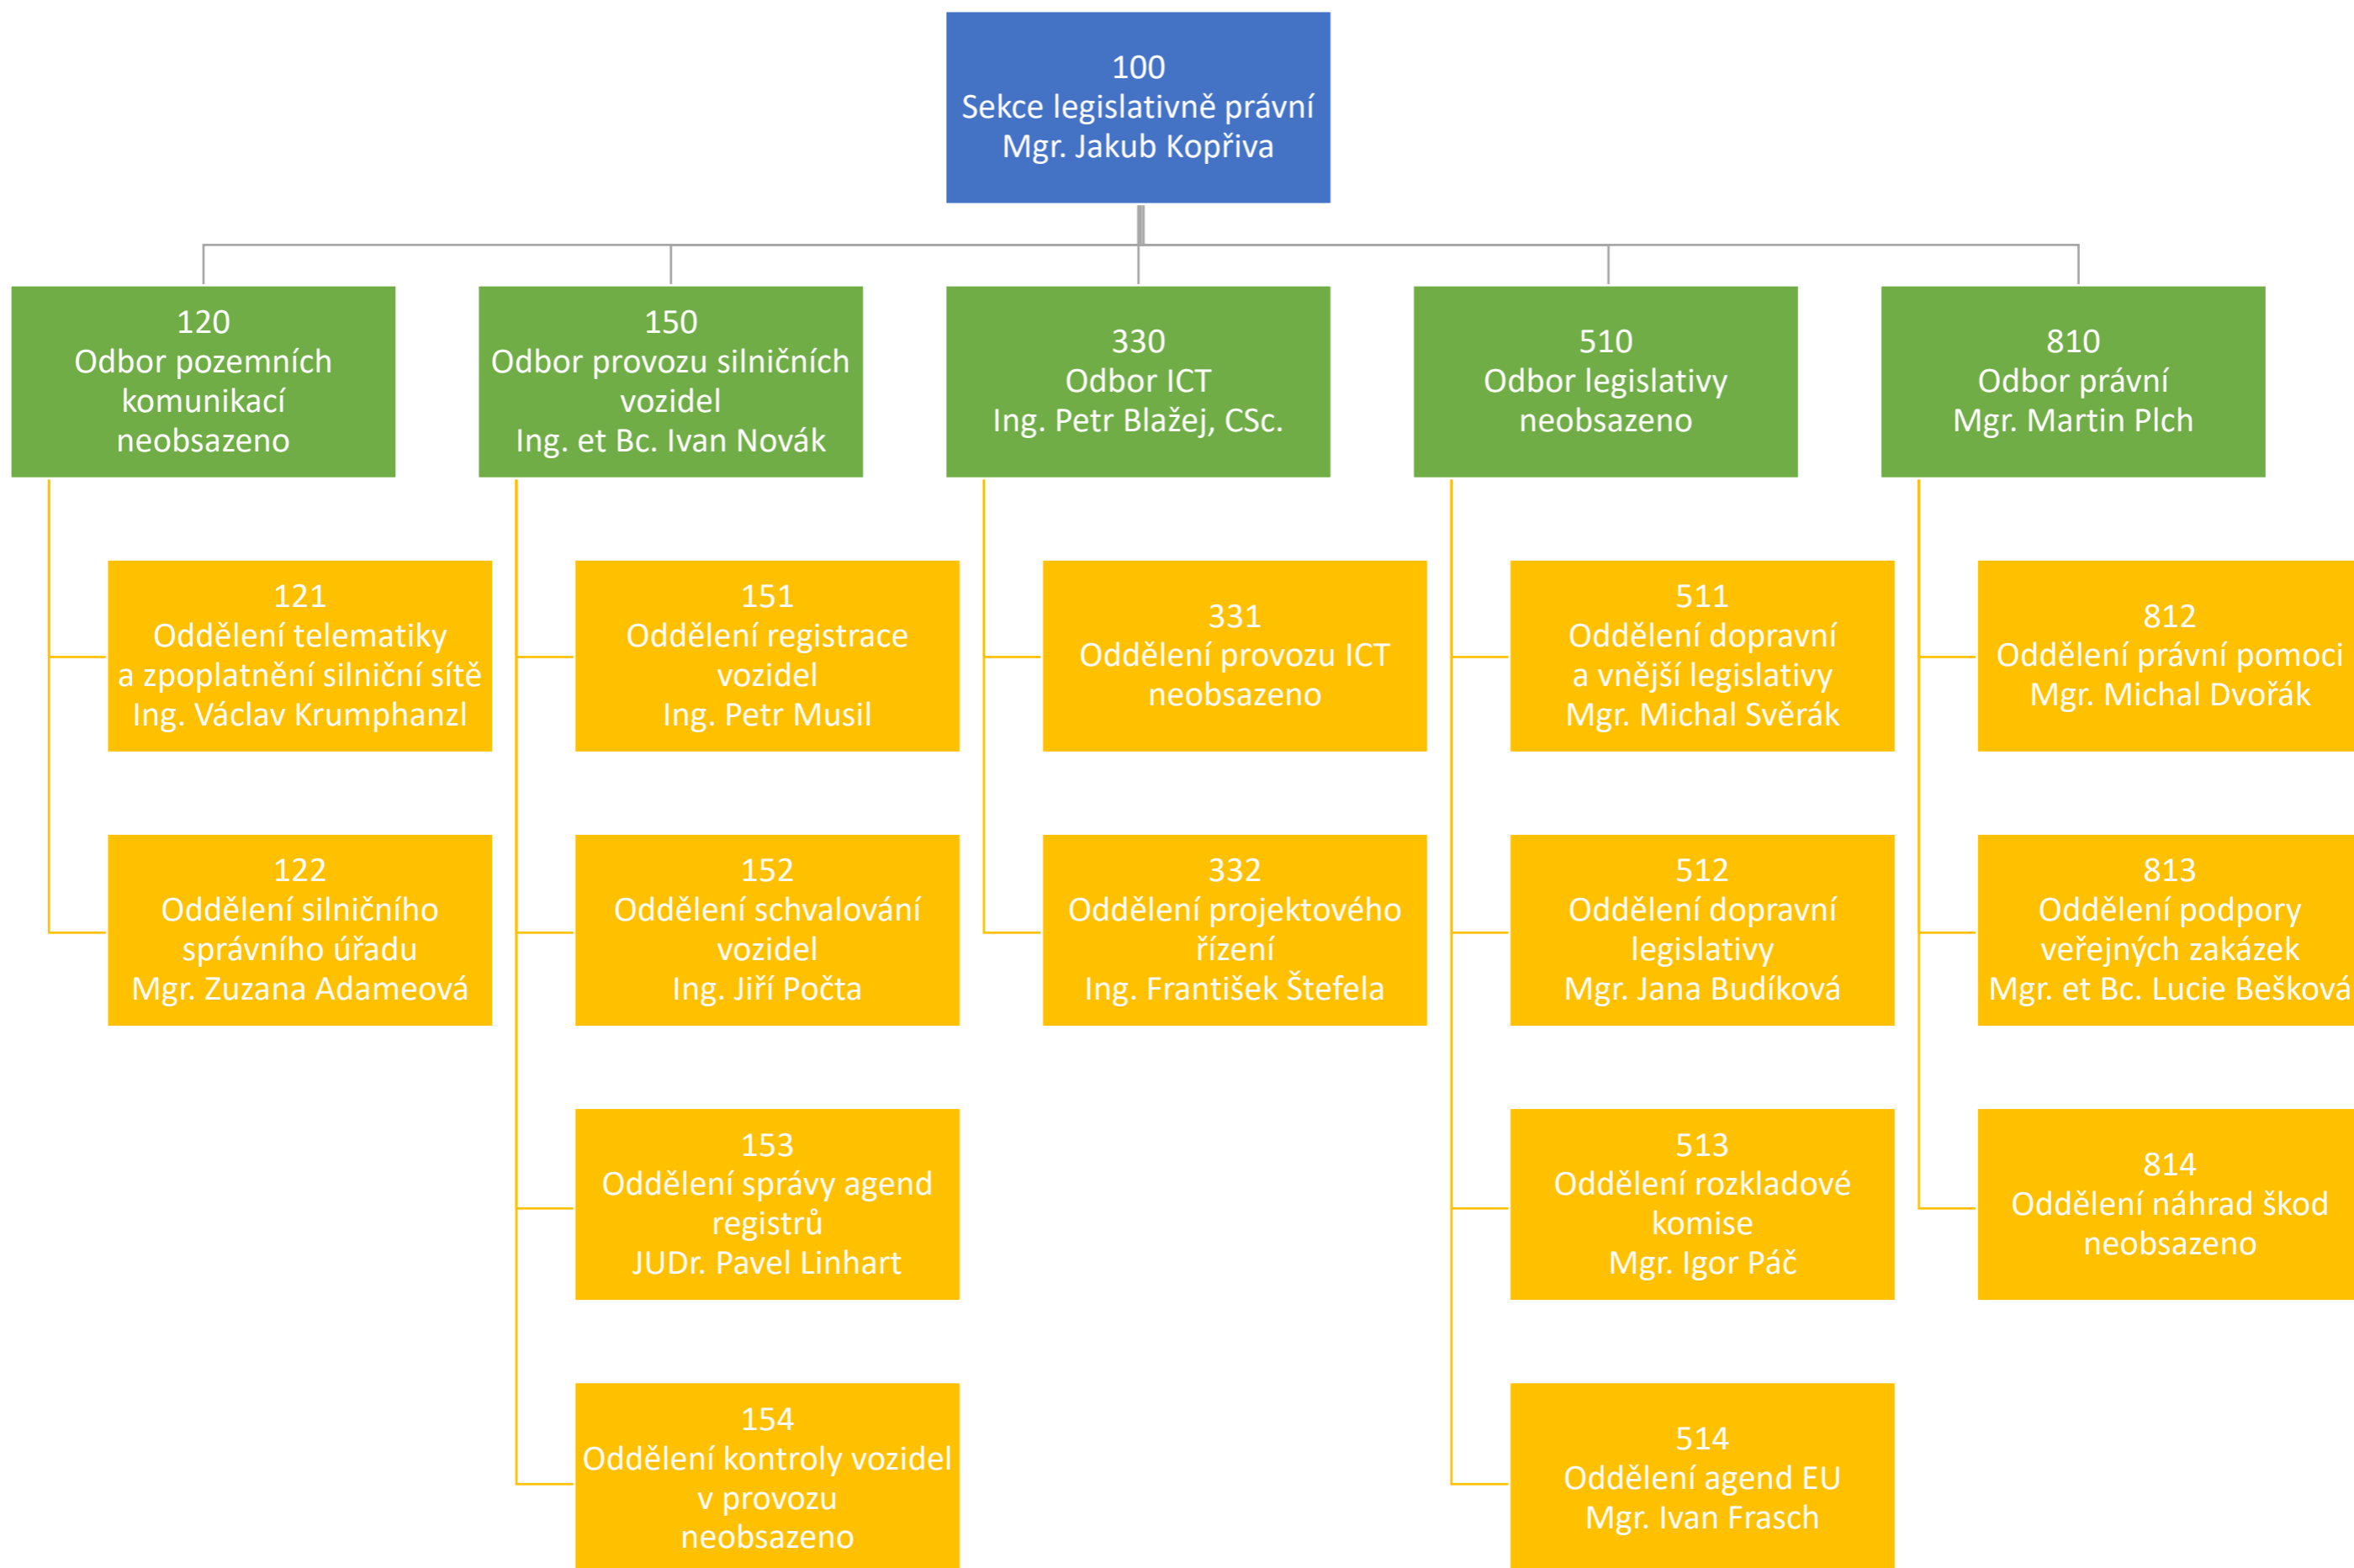 100
Sekce legislativně právní
Mgr. Jakub Kopřiva
120
Odbor pozemních
komunikací
neobsazeno
150
Odbor provozu silničních
vozidel
Ing. et Bc. Ivan Novák
330
Odbor ICT
Ing. Petr Blažej, CSc.
510
Odbor legislativy
neobsazeno
810
Odbor právní
Mgr. Martin Plch
121
Oddělení telematiky
a zpoplatnění silniční sítě
Ing. Václav Krumphanzl
151
Oddělení registrace
vozidel
Ing. Petr Musil
331
Oddělení provozu ICT
neobsazeno
511
Oddělení dopravní
a vnější legislativy
Mgr. Michal Svěrák
812
Oddělení právní pomoci
Mgr. Michal Dvořák
122
Oddělení silničního
správního úřadu
Mgr. Zuzana Adameová
152
Oddělení schvalování
vozidel
Ing. Jiří Počta
332
Oddělení projektového
řízení
Ing. František Štefela
512
Oddělení dopravní
legislativy
Mgr. Jana Budíková
813
Oddělení podpory
veřejných zakázek
Mgr. et Bc. Lucie Bešková
153
Oddělení správy agend
registrů
JUDr. Pavel Linhart
513
Oddělení rozkladové
komise
Mgr. Igor Páč
814
Oddělení náhrad škod
neobsazeno
154
Oddělení kontroly vozidel
v provozu
neobsazeno
514
Oddělení agend EU
Mgr. Ivan Frasch